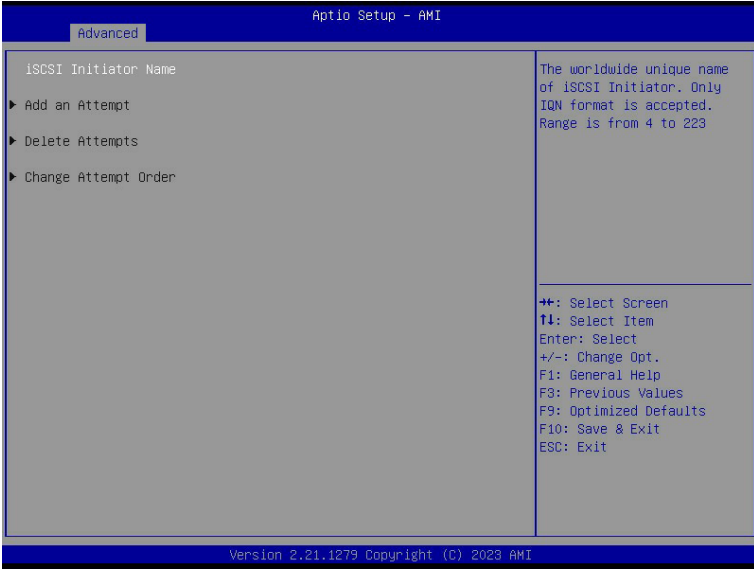 Aptio Setup – AMI
Advanced
iSCSI Initiator Name
▶ Add an Attempt
▶ Delete Attempts
▶ Change Attempt Order
The worldwide unique name
of iSCSI Initiator. Only
IQN format is accepted.
Range is from 4 to 223
→←: Select Screen
↑↓: Select Item
Enter: Select
+/-: Change Opt.
F1: General Help
F3: Previous Values
F9: Optimized Defaults
F10: Save & Exit
ESC: Exit
Version 2.21.1279 Copyright (C) 2023 AMI